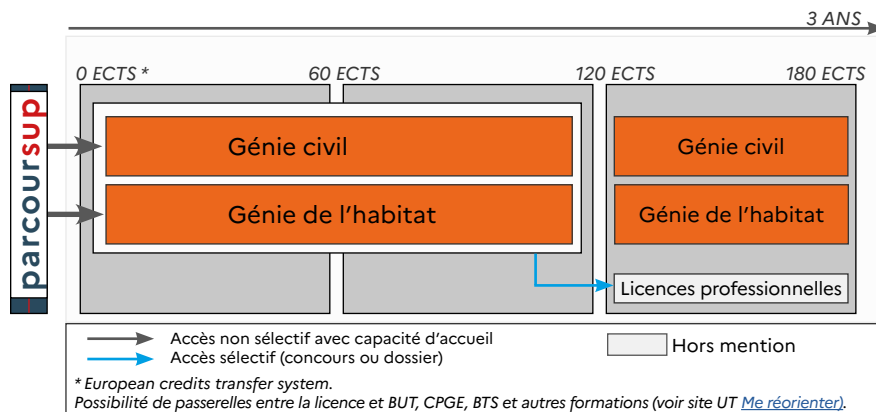 3 ANS
0 ECTS * 60 ECTS 120 ECTS 180 ECTS
parcoursup
Génie civil Génie civil
Génie de l'habitat Génie de l'habitat
Licences professionnelles
Accès non sélectif avec capacité d'accueil
Accès sélectif (concours ou dossier)
Hors mention
* European credits transfer system.
Possibilité de passerelles entre la licence et BUT, CPGE, BTS et autres formations (voir site UT Me réorienter).